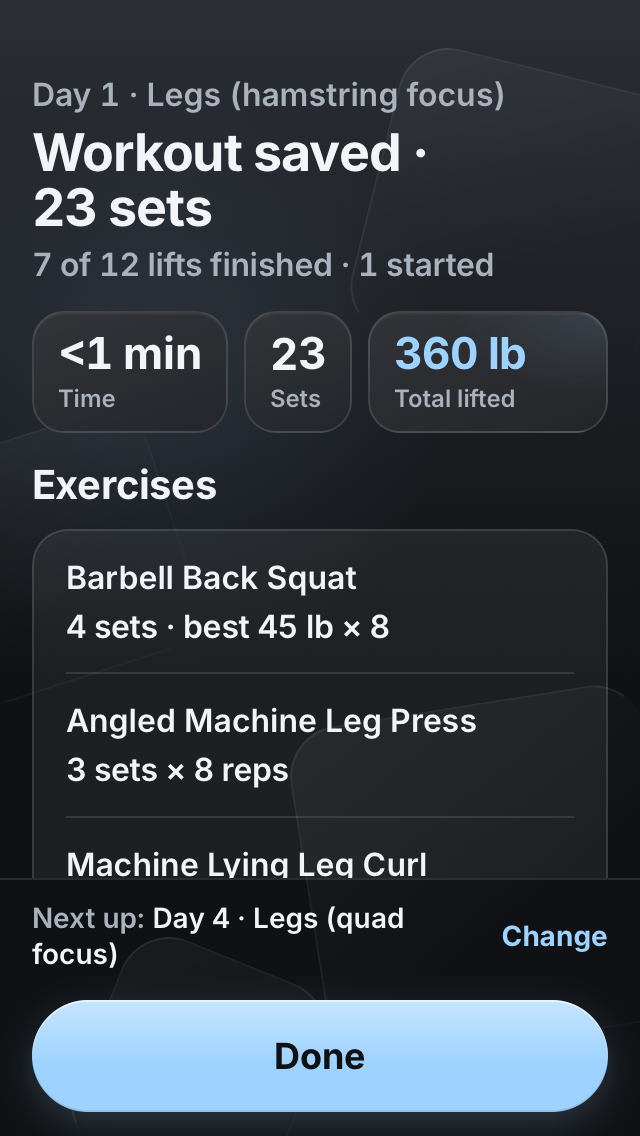 Day 1 · Legs (hamstring focus)
Workout saved ·
23 sets
7 of 12 lifts finished · 1 started
<1 min
Time
23
Sets
360 lb
Total lifted
Exercises
Barbell Back Squat
4 sets · best 45 lb × 8
Angled Machine Leg Press
3 sets × 8 reps
Machine Lying Leg Curl
Next up: Day 4 · Legs (quad
focus)
Change
Done